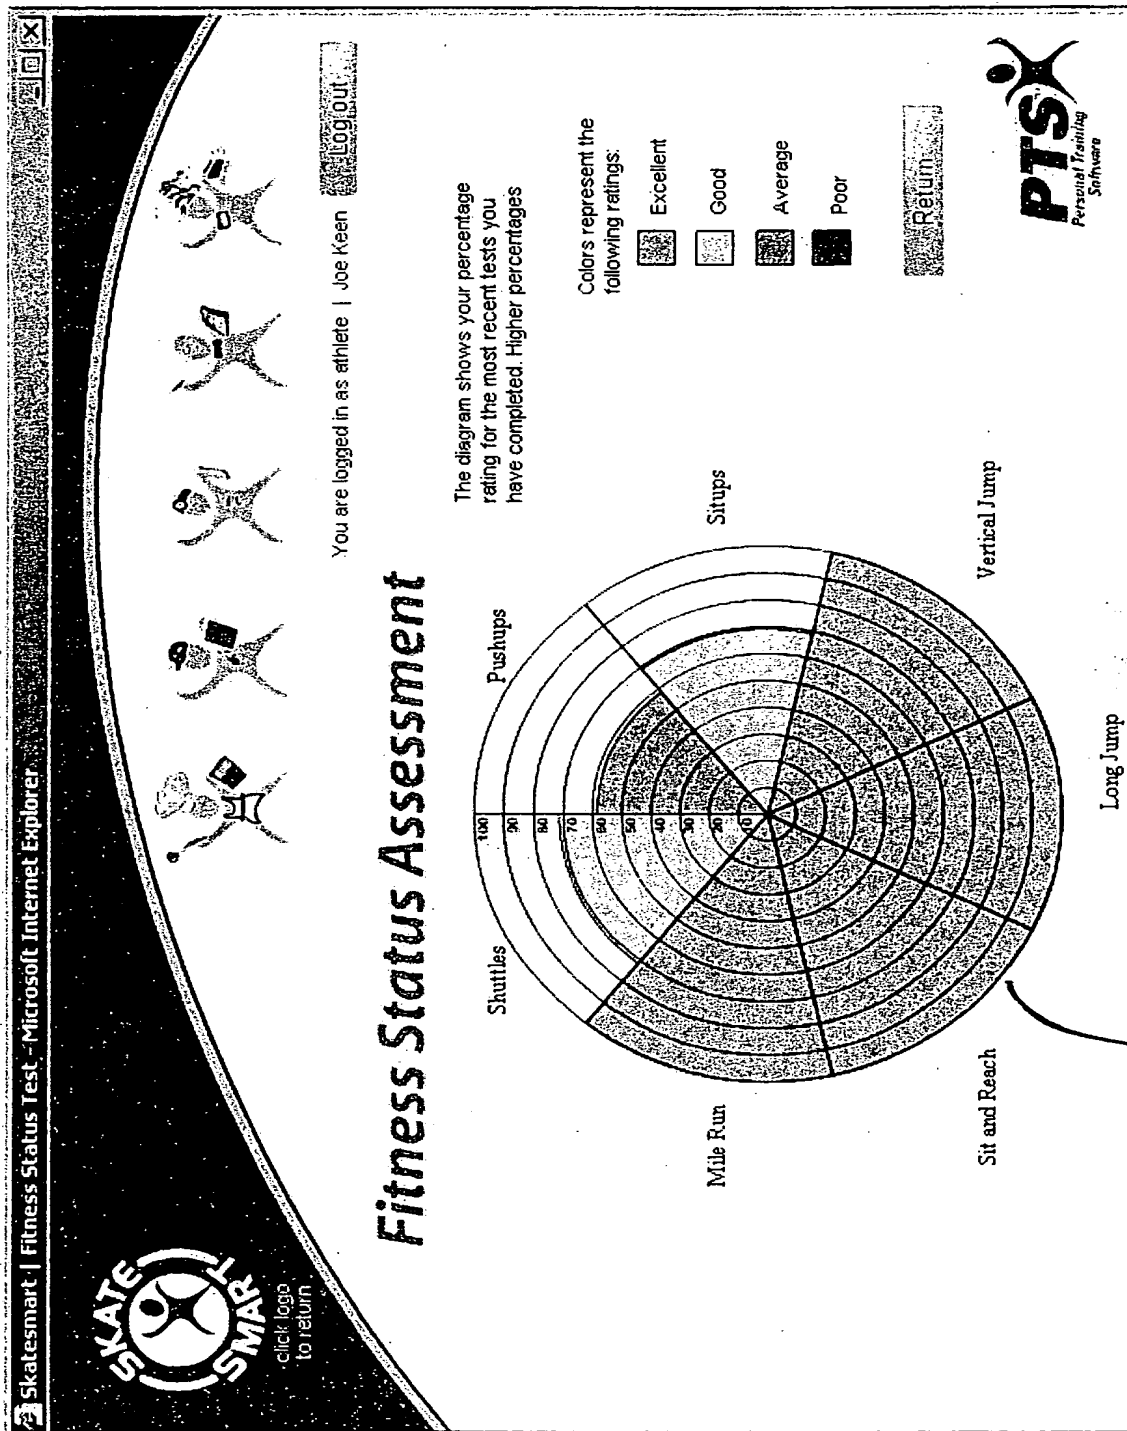 Skatesmart | Fitness Status Test - Microsoft Internet Explorer
SKATE
SMART
click logo
to return
You are logged in as athlete | Joe Keen
Log out
Fitness Status Assessment
The diagram shows your percentage
rating for the most recent tests you
have completed. Higher percentages
Colors represent the
following ratings:
Excellent
Good
Average
Poor
Return
Shuttles
Pushups
Situps
Vertical Jump
Long Jump
Sit and Reach
Mile Run
100
90
80
70
60
50
40
30
20
10
PTS
Personal Training
Software